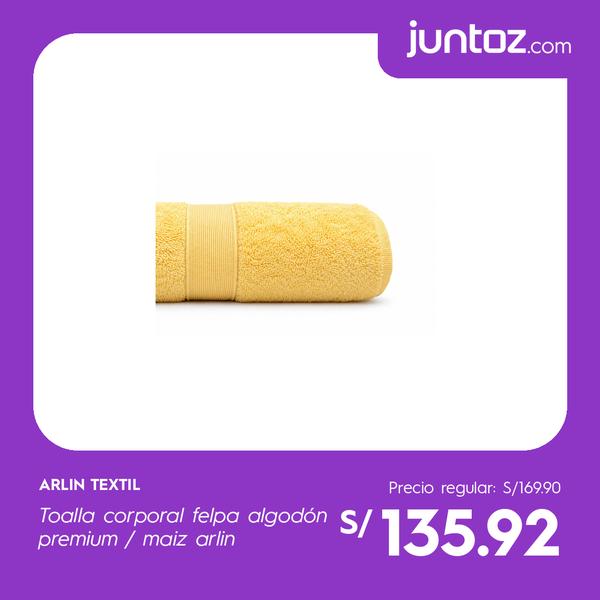 juntoz.com
ARLIN TEXTIL
Precio regular: S/169.90
Toalla corporal felpa algodón
premium / maiz arlin
S/135.92